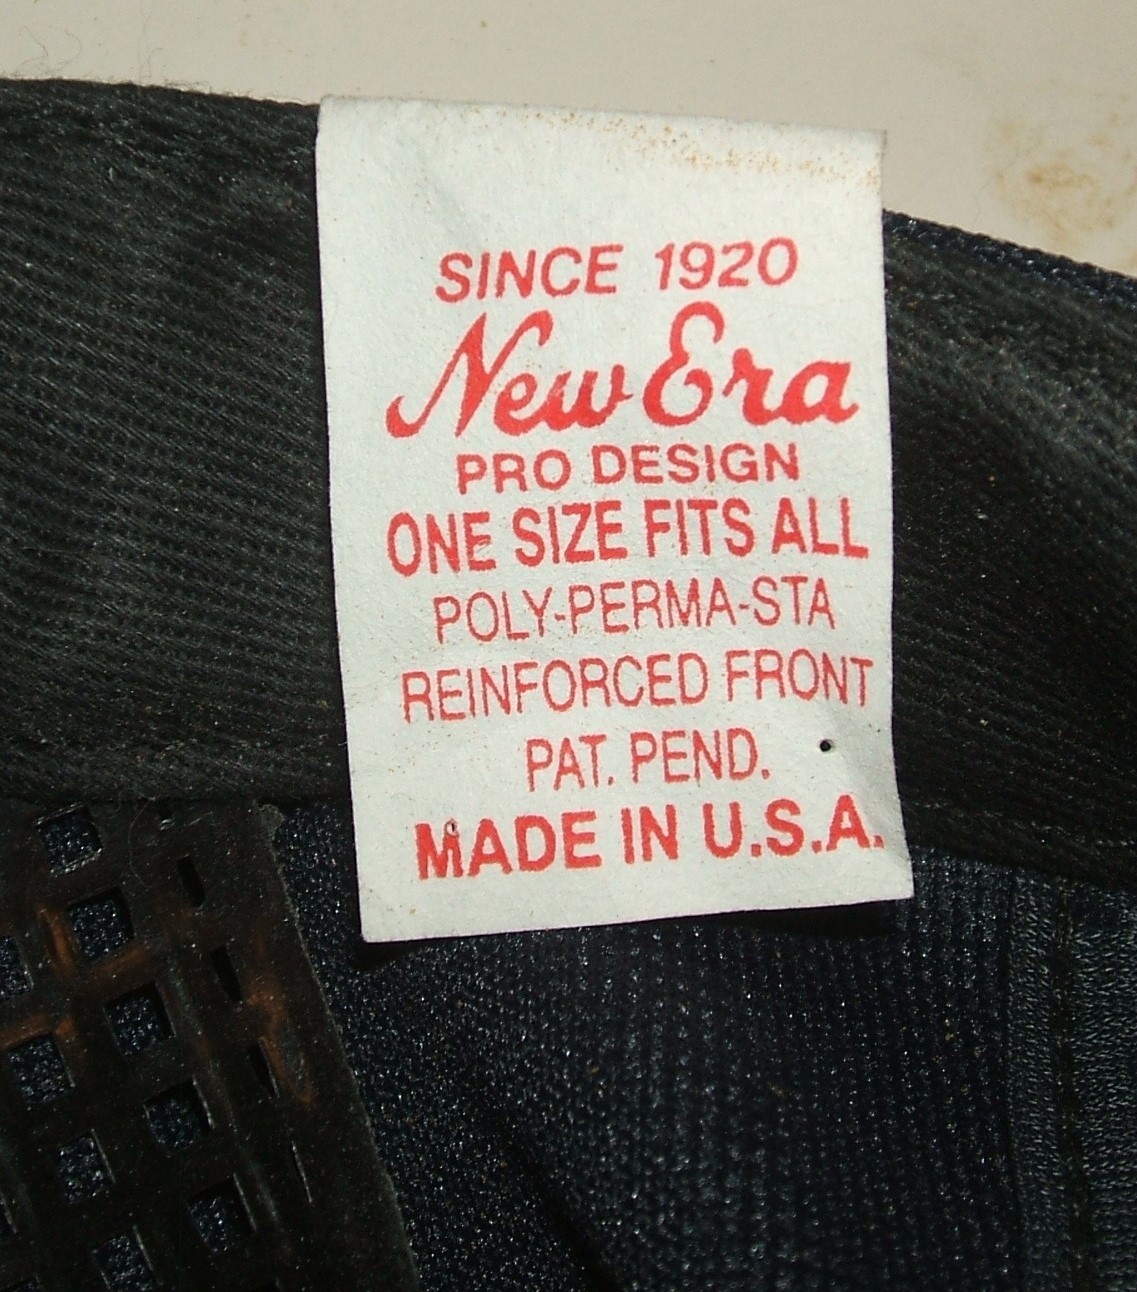 SINCE 1920
New Era
PRO DESIGN
ONE SIZE FITS ALL
POLY-PERMA-STA
REINFORCED FRONT
PAT. PEND.
MADE IN U.S.A.